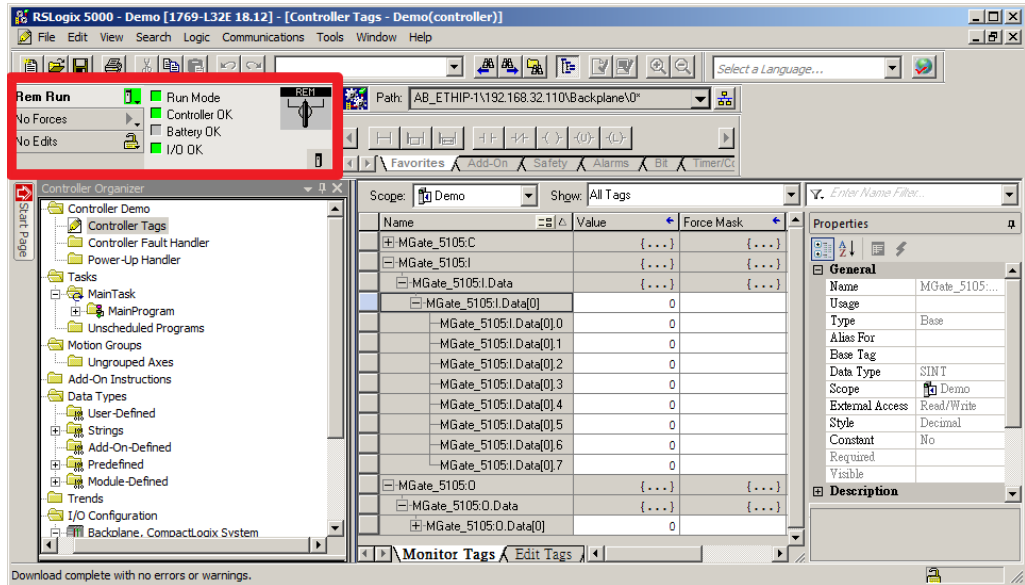 RSLogix 5000 - Demo [1769-L32E 18.12] - [Controller Tags - Demo(controller)]
File Edit View Search Logic Communications Tools Window Help
Select a Language...
Rem Run
Run Mode
REM
No Forces
Controller OK
Battery OK
No Edits
I/O OK
Path: AB_ETHIP-1\192.168.32.110\Backplane\0*
Favorites Add-On Safety Alarms Bit
Start Page
Controller Organizer
Controller Demo
Controller Tags
Controller Fault Handler
Power-Up Handler
Tasks
MainTask
MainProgram
Unscheduled Programs
Motion Groups
Ungrouped Axes
Add-On Instructions
Data Types
User-Defined
Strings
Add-On-Defined
Predefined
Module-Defined
Trends
I/O Configuration
Backplane, CompactLogix System
Scope: Demo Show: All Tags
Name Value Force Mask
MGate_5105:C {...} {...}
MGate_5105:I {...} {...}
MGate_5105:I.Data {...} {...}
MGate_5105:I.Data[0] 0
MGate_5105:I.Data[0].0 0
MGate_5105:I.Data[0].1 0
MGate_5105:I.Data[0].2 0
MGate_5105:I.Data[0].3 0
MGate_5105:I.Data[0].4 0
MGate_5105:I.Data[0].5 0
MGate_5105:I.Data[0].6 0
MGate_5105:I.Data[0].7 0
MGate_5105:O {...} {...}
MGate_5105:O.Data {...} {...}
MGate_5105:O.Data[0] 0
Monitor Tags Edit Tags
Enter Name Filter...
Properties
General
Name MGate_5105:...
Usage
Type Base
Alias For
Base Tag
Data Type SINT
Scope Demo
External Access Read/Write
Style Decimal
Constant No
Required
Visible
Description
Download complete with no errors or warnings.